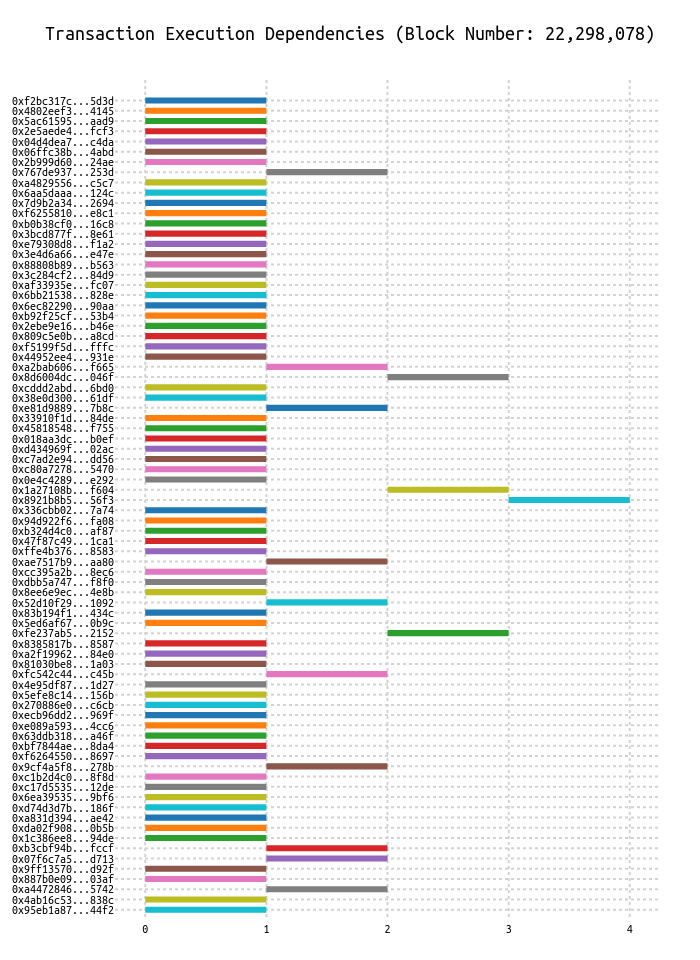 Transaction Execution Dependencies (Block Number: 22,298,078)
0xf2bc317c...5d3d
0x4802eef3...4145
0x5ac61595...aad9
0x2e5aede4...fcf3
0x04d4dea7...c4da
0x06ffc38b...4abd
0x2b999d60...24ae
0x767de937...253d
0xa4829556...c5c7
0x6aa5daaa...124c
0x7d9b2a34...2694
0xf6255810...e8c1
0xb0b38cf0...16c8
0x3bcd877f...8e61
0xe79308d8...f1a2
0x3e4d6a66...e47e
0x88808b89...b563
0x3c284cf2...84d9
0xaf33935e...fc07
0x6bb21538...828e
0x6ec82290...90aa
0xb92f25cf...53b4
0x2ebe9e16...b46e
0x809c5e0b...a8cd
0xf5199f5d...fffc
0x44952ee4...931e
0xa2bab606...f665
0x8d6004dc...046f
0xcddd2abd...6bd0
0x38e0d300...61df
0xe81d9889...7b8c
0x33910f1d...84de
0x45818548...f755
0x018aa3dc...b0ef
0xd434969f...02ac
0xc7ad2e94...dd56
0xc80a7278...5470
0x0e4c4289...e292
0x1a27108b...f604
0x8921b8b5...56f3
0x336cbb02...7a74
0x94d922f6...fa08
0xb324d4c0...af87
0x47f87c49...1ca1
0xffe4b376...8583
0xae7517b9...aa80
0xcc395a2b...8ec6
0xdbb5a747...f8f0
0x8ee6e9ec...4e8b
0x52d10f29...1092
0x83b194f1...434c
0x5ed6af67...0b9c
0xfe237ab5...2152
0x8385817b...8587
0xa2f19962...84e0
0x81030be8...1a03
0xfc542c44...c45b
0x4e95df87...1d27
0x5efe8c14...156b
0x270886e0...c6cb
0xecb96dd2...969f
0xe089a593...4cc6
0x63ddb318...a46f
0xbf7844ae...8da4
0xf6264550...8697
0x9cf4a5f8...278b
0xc1b2d4c0...8f8d
0xc17d5535...12de
0x6ea39535...9bf6
0xd74d3d7b...186f
0xa831d394...ae42
0xda02f908...0b5b
0x1c386ee8...94de
0xb3cbf94b...fccf
0x07f6c7a5...d713
0x9ff13570...d92f
0x887b0e09...03af
0xa4472846...5742
0x4ab16c53...838c
0x95eb1a87...44f2
0 1 2 3 4